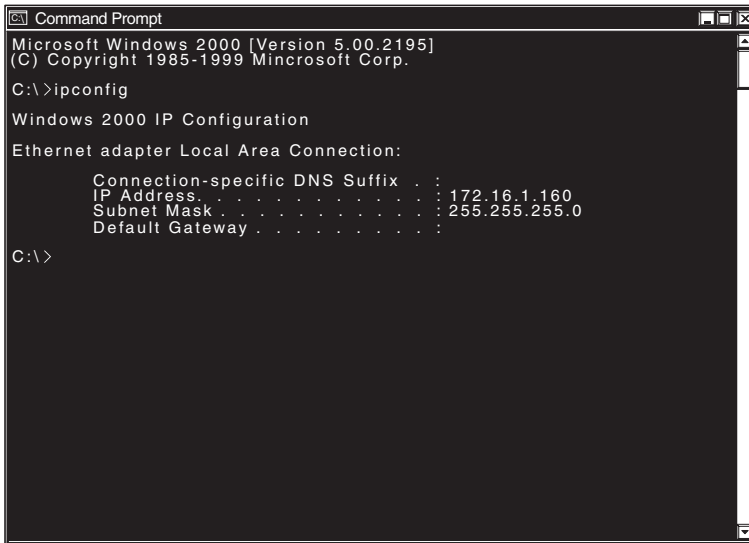 C:\ Command Prompt
Microsoft Windows 2000 [Version 5.00.2195]
(C) Copyright 1985-1999 Mincrosoft Corp.
C:\>ipconfig
Windows 2000 IP Configuration
Ethernet adapter Local Area Connection:
Connection-specific DNS Suffix . :
IP Address. . . . . . . . . . . . : 172.16.1.160
Subnet Mask . . . . . . . . . . . : 255.255.255.0
Default Gateway . . . . . . . . . :
C:\>